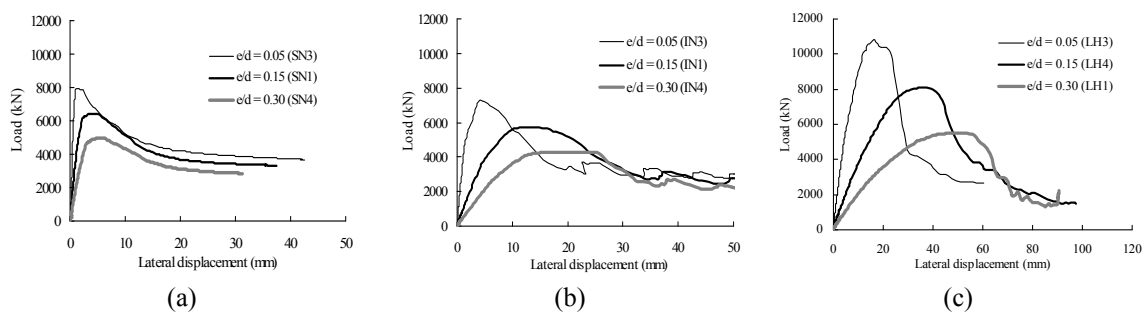 12000
10000
8000
6000
4000
2000
0
Load (kN)
e/d = 0.05 (SN3)
e/d = 0.15 (SN1)
e/d = 0.30 (SN4)
0 10 20 30 40 50
Lateral displacement (mm)
(a)
12000
10000
8000
6000
4000
2000
0
Load (kN)
e/d = 0.05 (IN3)
e/d = 0.15 (IN1)
e/d = 0.30 (IN4)
0 10 20 30 40 50
Lateral displacement (mm)
(b)
12000
10000
8000
6000
4000
2000
0
Load (kN)
e/d = 0.05 (LH3)
e/d = 0.15 (LH4)
e/d = 0.30 (LH1)
0 20 40 60 80 100 120
Lateral displacement (mm)
(c)